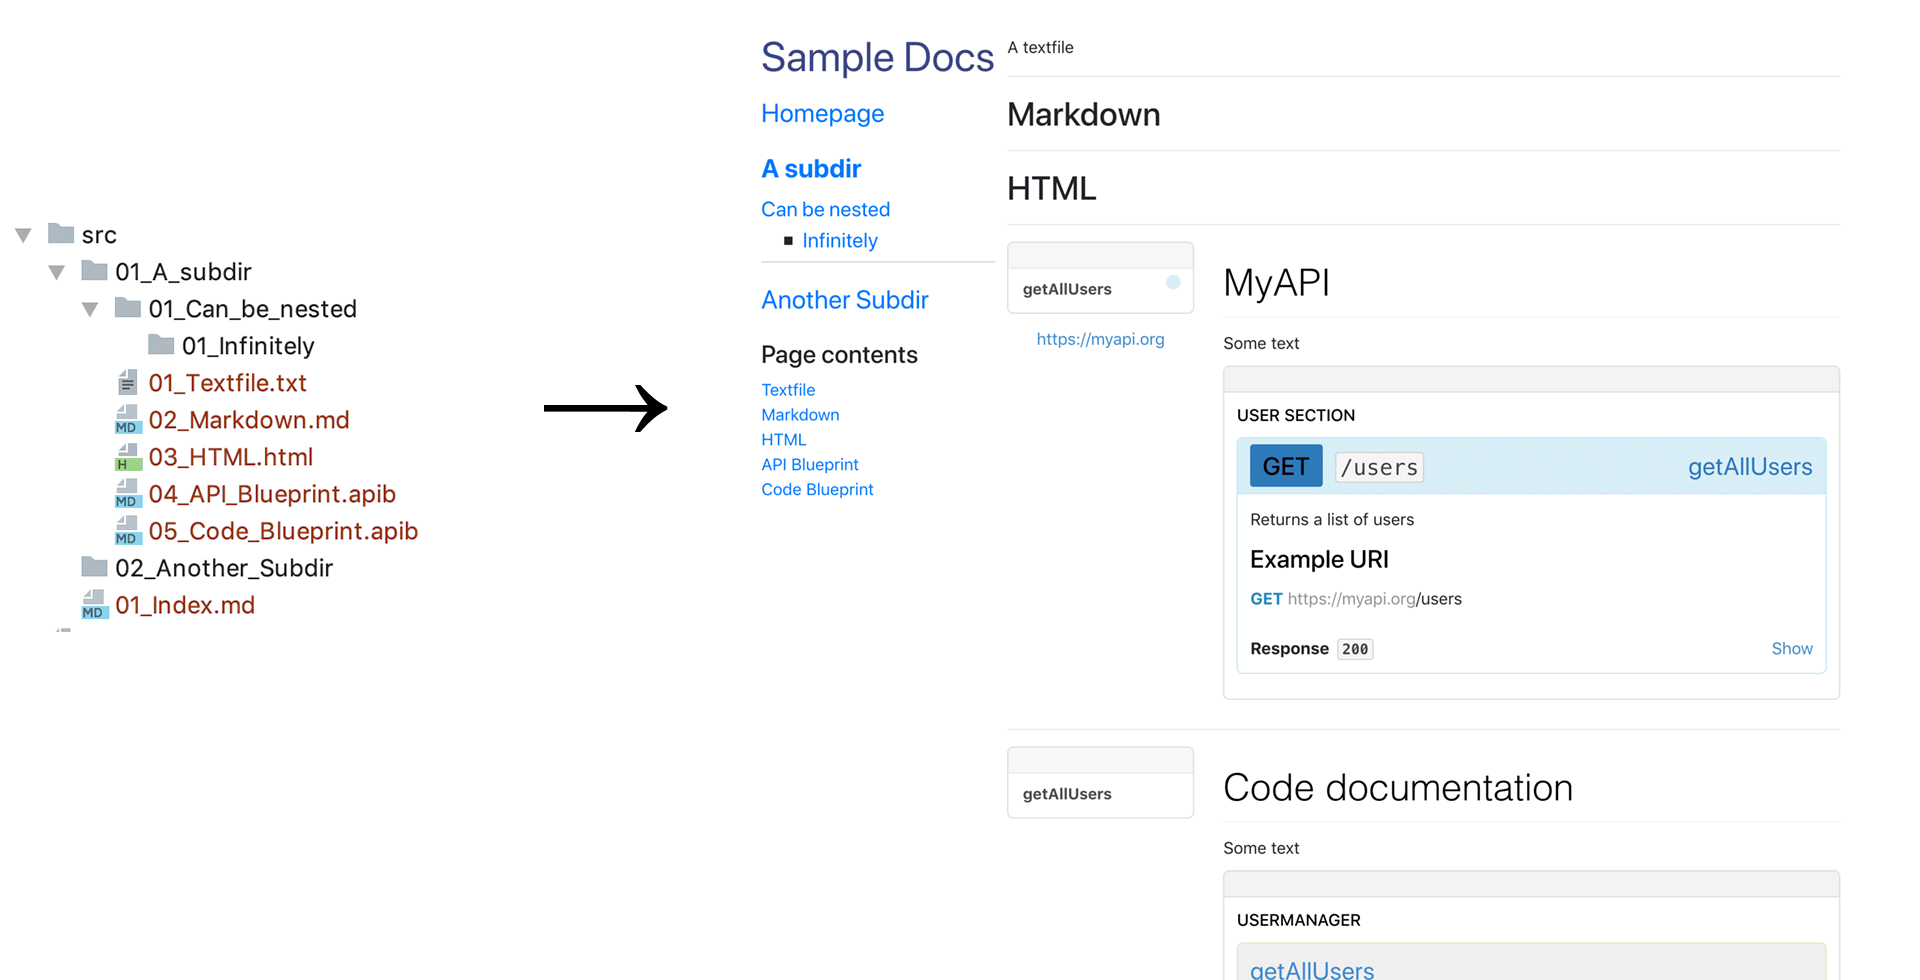 src
01_A_subdir
01_Can_be_nested
01_Infinitely
01_Textfile.txt
MD 02_Markdown.md
H 03_HTML.html
MD 04_API_Blueprint.apib
MD 05_Code_Blueprint.apib
02_Another_Subdir
MD 01_Index.md
Sample Docs
Homepage
A subdir
Can be nested
Infinitely
Another Subdir
Page contents
Textfile
Markdown
HTML
API Blueprint
Code Blueprint
A textfile
Markdown
HTML
getAllUsers
https://myapi.org
MyAPI
Some text
USER SECTION
GET /users getAllUsers
Returns a list of users
Example URI
GET https://myapi.org/users
Response 200 Show
getAllUsers
Code documentation
Some text
USERMANAGER
getAllUsers